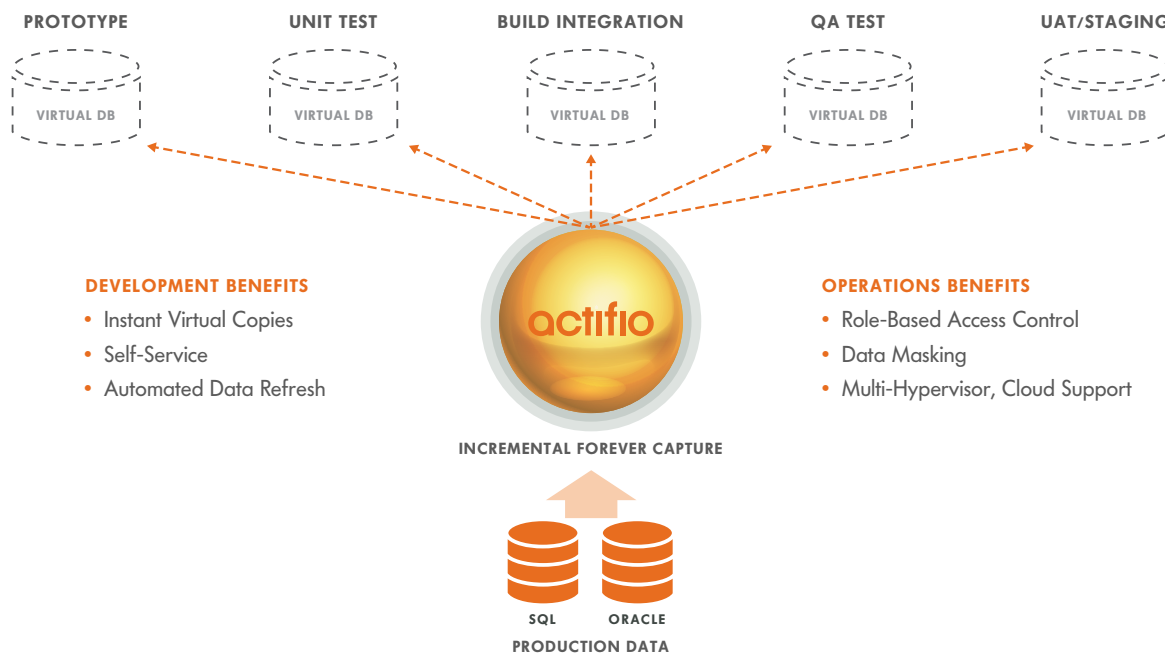 PROTOTYPE
UNIT TEST
BUILD INTEGRATION
QA TEST
UAT/STAGING
VIRTUAL DB
VIRTUAL DB
VIRTUAL DB
VIRTUAL DB
VIRTUAL DB
DEVELOPMENT BENEFITS
• Instant Virtual Copies
• Self-Service
• Automated Data Refresh
actifio
OPERATIONS BENEFITS
• Role-Based Access Control
• Data Masking
• Multi-Hypervisor, Cloud Support
INCREMENTAL FOREVER CAPTURE
SQL
ORACLE
PRODUCTION DATA